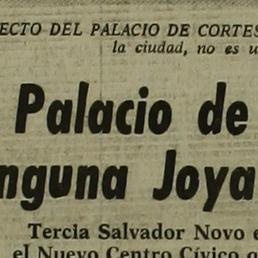 ECTO DEL PALACIO DE CORTES
la ciudad, no es u
Palacio de
nguna Joya
Tercia Salvador Novo e
el Nuevo Centro Cívico q